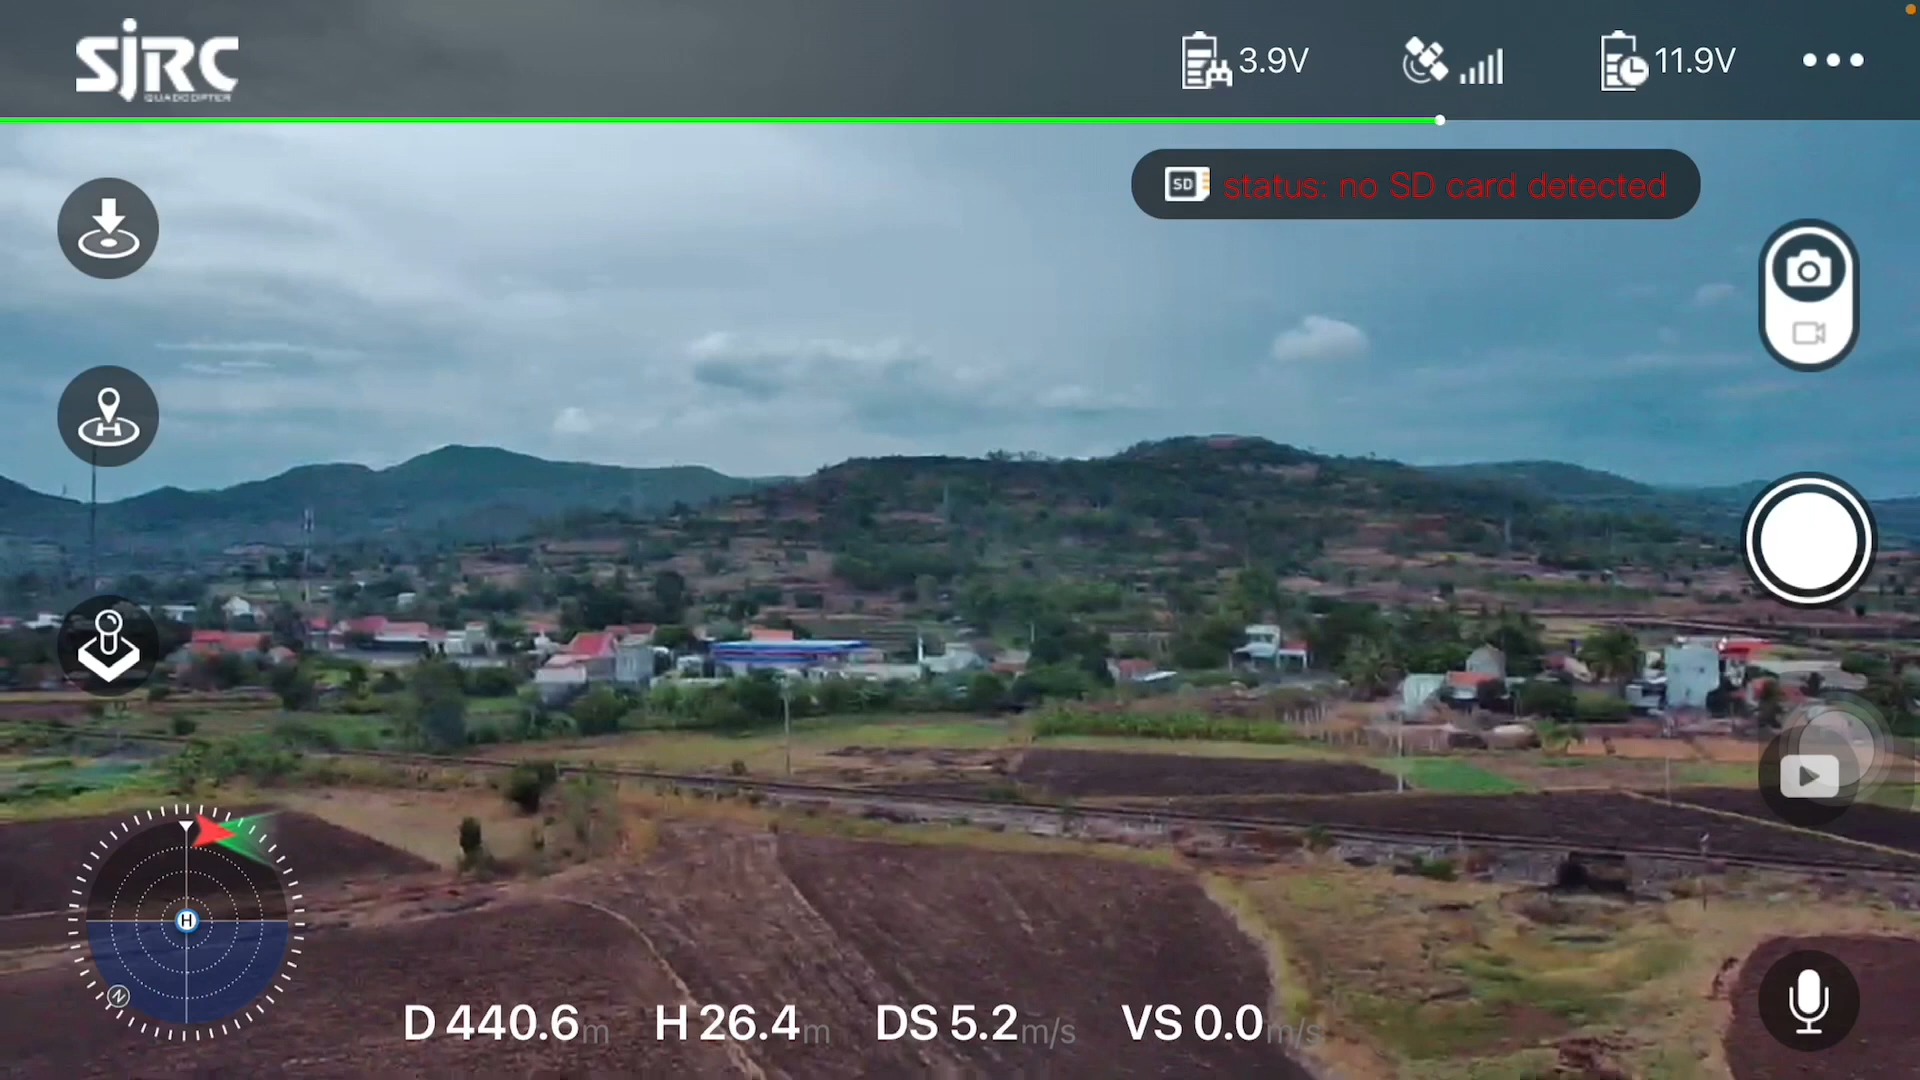 SJRC
QUADCOPTER
3.9V
11.9V
SD status: no SD card detected
H
N
D 440.6m H 26.4m DS 5.2m/s VS 0.0m/s